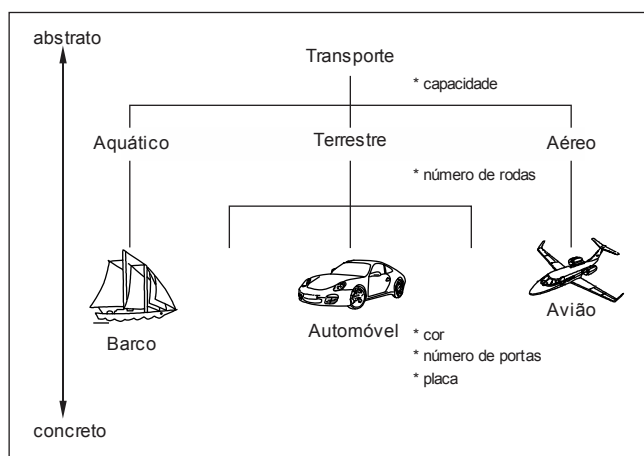 abstrato
Transporte
* capacidade
Aquático
Terrestre
Aéreo
* número de rodas
Barco
Automóvel
Avião
* cor
* número de portas
* placa
concreto